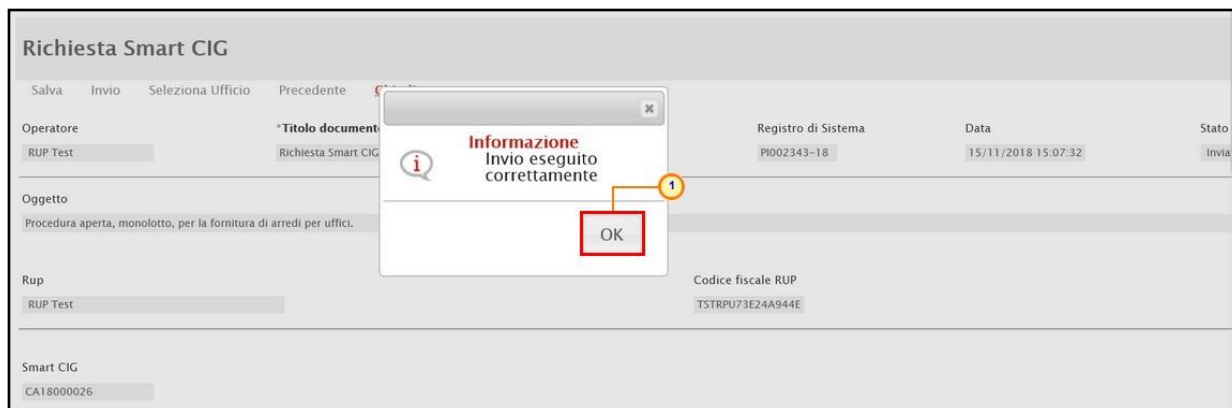 Richiesta Smart CIG
Salva Invio Seleziona Ufficio Precedente
Operatore *Titolo document Registro di Sistema Data Stato
RUP Test Richiesta Smart CIG PI002343-18 15/11/2018 15:07:32 Invia
Informazione
Invio eseguito
correttamente
1
OK
Oggetto
Procedura aperta, monolotto, per la fornitura di arredi per uffici.
Rup Codice fiscale RUP
RUP Test TSTRPU73E24A944E
Smart CIG
CA18000026